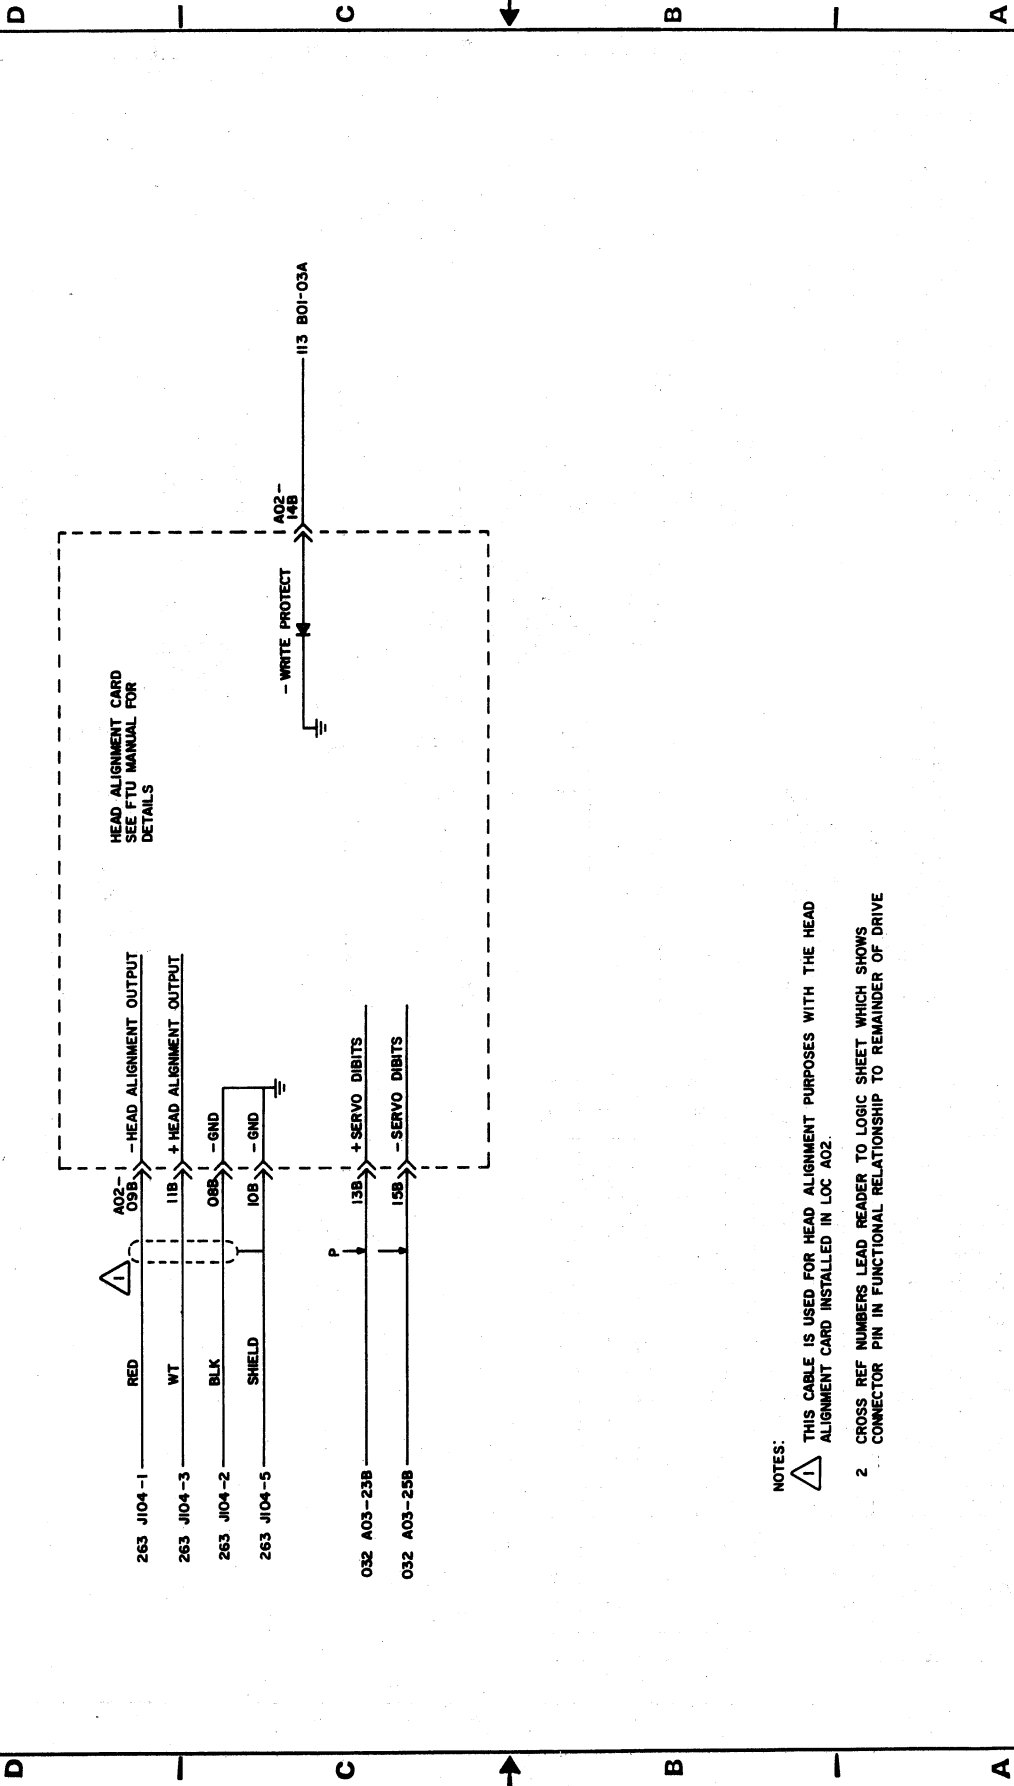 D
C
B
A
HEAD ALIGNMENT CARD
SEE FTU MANUAL FOR
DETAILS
A02-
09B
-HEAD ALIGNMENT OUTPUT
RED
263 J104-1
11B
+HEAD ALIGNMENT OUTPUT
WT
263 J104-3
08B
-GND
BLK
263 J104-2
10B
-GND
SHIELD
263 J104-5
1
-WRITE PROTECT
A02-
14B
113 B01-03A
P
13B
+SERVO DIBITS
032 A03-23B
15B
-SERVO DIBITS
032 A03-25B
NOTES:
1 THIS CABLE IS USED FOR HEAD ALIGNMENT PURPOSES WITH THE HEAD
ALIGNMENT CARD INSTALLED IN LOC A02.
2 CROSS REF NUMBERS LEAD READER TO LOGIC SHEET WHICH SHOWS
CONNECTOR PIN IN FUNCTIONAL RELATIONSHIP TO REMAINDER OF DRIVE
D
C
B
A